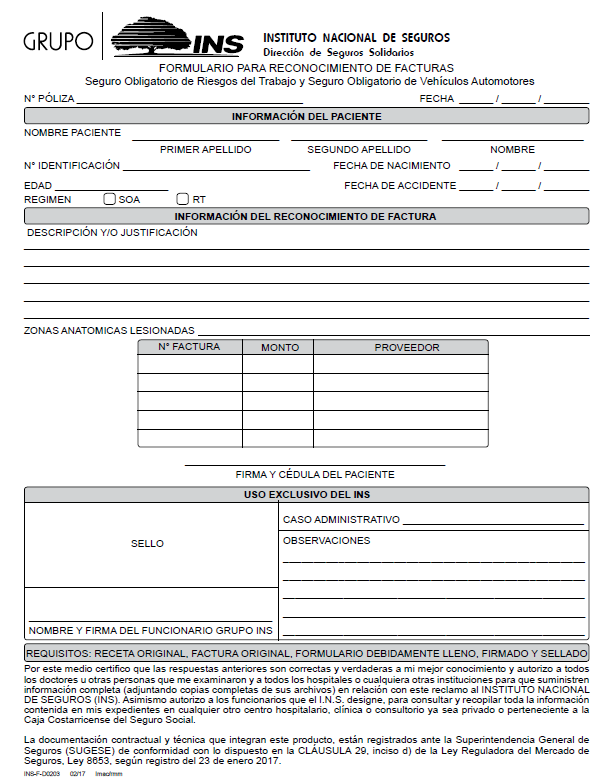 GRUPO INS INSTITUTO NACIONAL DE SEGUROS
Dirección de Seguros Solidarios
FORMULARIO PARA RECONOCIMIENTO DE FACTURAS
Seguro Obligatorio de Riesgos del Trabajo y Seguro Obligatorio de Vehículos Automotores
N° PÓLIZA FECHA / /
INFORMACIÓN DEL PACIENTE
NOMBRE PACIENTE
PRIMER APELLIDO SEGUNDO APELLIDO NOMBRE
N° IDENTIFICACIÓN FECHA DE NACIMIENTO / /
EDAD FECHA DE ACCIDENTE / /
REGIMEN SOA RT
INFORMACIÓN DEL RECONOCIMIENTO DE FACTURA
DESCRIPCIÓN Y/O JUSTIFICACIÓN
ZONAS ANATOMICAS LESIONADAS
N° FACTURA MONTO PROVEEDOR
FIRMA Y CÉDULA DEL PACIENTE
USO EXCLUSIVO DEL INS
CASO ADMINISTRATIVO
SELLO
OBSERVACIONES
NOMBRE Y FIRMA DEL FUNCIONARIO GRUPO INS
REQUISITOS: RECETA ORIGINAL, FACTURA ORIGINAL, FORMULARIO DEBIDAMENTE LLENO, FIRMADO Y SELLADO
Por este medio certifico que las respuestas anteriores son correctas y verdaderas a mi mejor conocimiento y autorizo a todos
los doctores u otras personas que me examinaron y a todos los hospitales o cualquiera otras instituciones para que suministren
información completa (adjuntando copias completas de sus archivos) en relación con este reclamo al INSTITUTO NACIONAL
DE SEGUROS (INS). Asimismo autorizo a los funcionarios que el I.N.S. designe, para consultar y recopilar toda la información
contenida en mis expedientes en cualquier otro centro hospitalario, clínica o consultorio ya sea privado o perteneciente a la
Caja Costarricense del Seguro Social.
La documentación contractual y técnica que integran este producto, están registrados ante la Superintendencia General de
Seguros (SUGESE) de conformidad con lo dispuesto en la CLÁUSULA 29, inciso d) de la Ley Reguladora del Mercado de
Seguros, Ley 8653, según registro del 23 de enero 2017.
INS-F-D0203 02/17 lmso/rmm